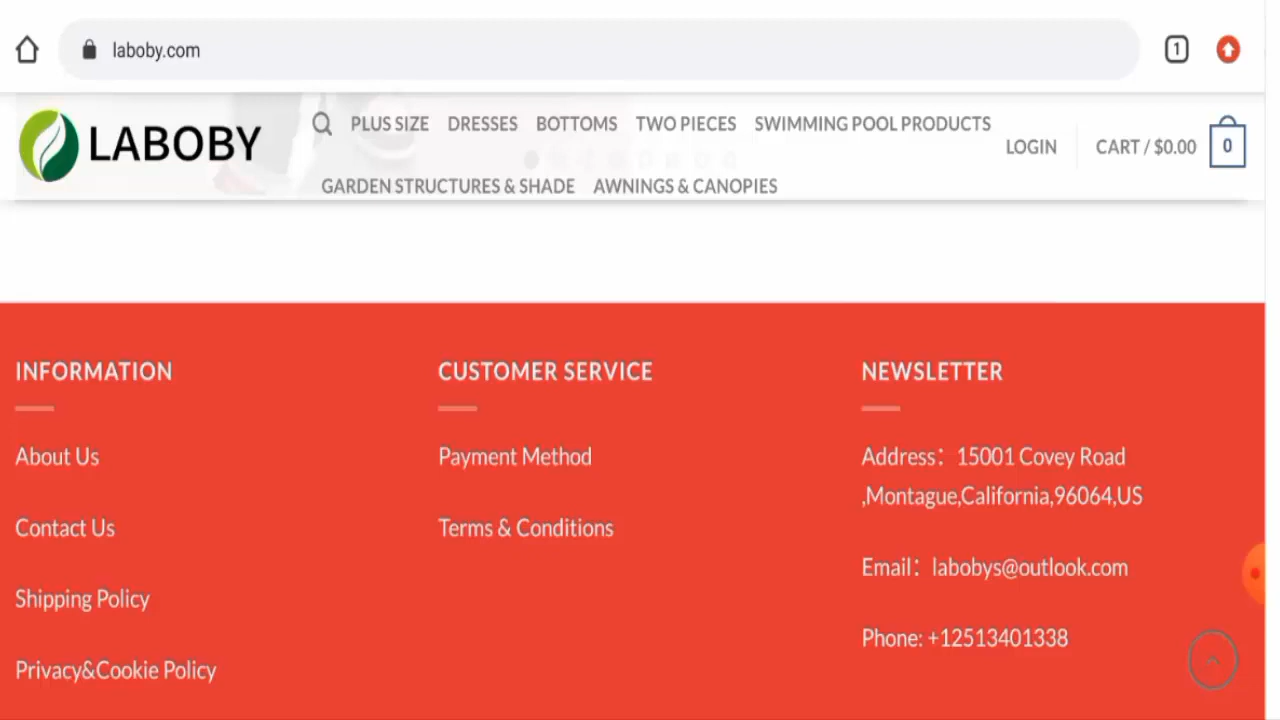 laboby.com
1
LABOBY
PLUS SIZE DRESSES BOTTOMS TWO PIECES SWIMMING POOL PRODUCTS
GARDEN STRUCTURES & SHADE AWNINGS & CANOPIES
LOGIN
CART / $0.00
0
INFORMATION
About Us
Contact Us
Shipping Policy
Privacy&Cookie Policy
CUSTOMER SERVICE
Payment Method
Terms & Conditions
NEWSLETTER
Address：15001 Covey Road
,Montague,California,96064,US
Email：labobys@outlook.com
Phone: +12513401338